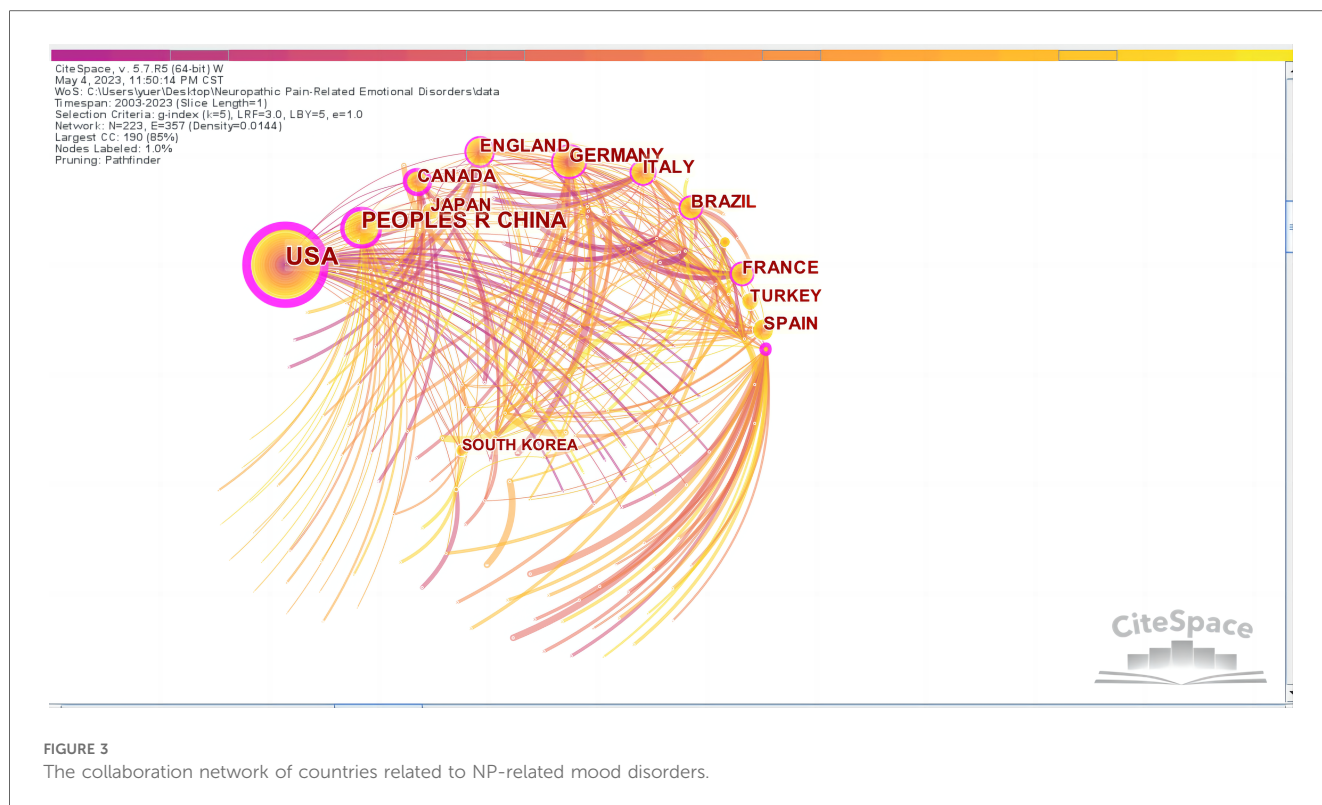 CiteSpace, v. 5.7.R5 (64-bit) W
May 4, 2023, 11:50:14 PM CST
WoS: C:\Users\yuer\Desktop\Neuropathic Pain-Related Emotional Disorders\data
Timespan: 2003-2023 (Slice Length=1)
Selection Criteria: g-index (k=5), LRF=3.0, LBY=5, e=1.0
Network: N=223, E=357 (Density=0.0144)
Largest CC: 190 (85%)
Nodes Labeled: 1.0%
Pruning: Pathfinder
ENGLAND
GERMANY
ITALY
CANADA
JAPAN
BRAZIL
PEOPLES R CHINA
USA
FRANCE
TURKEY
SPAIN
SOUTH KOREA
CiteSpace
FIGURE 3
The collaboration network of countries related to NP-related mood disorders.